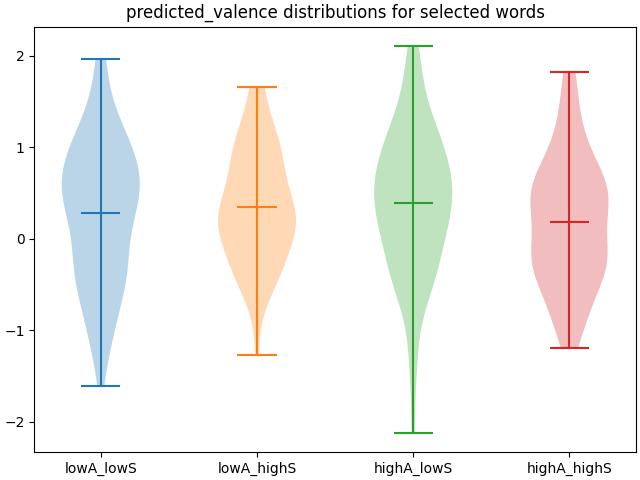 predicted_valence distributions for selected words
2
1
0
−1
−2
lowA_lowS lowA_highS highA_lowS highA_highS